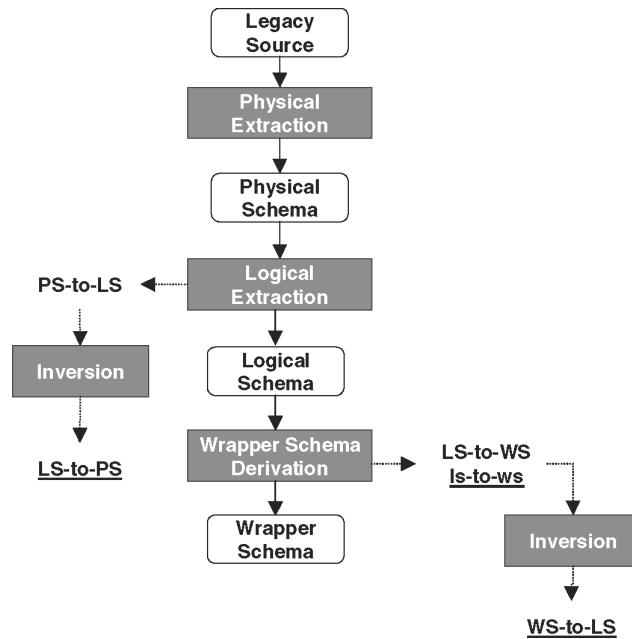 Legacy
Source
Physical
Extraction
Physical
Schema
PS-to-LS
Logical
Extraction
Inversion
Logical
Schema
LS-to-PS
Wrapper Schema
Derivation
LS-to-WS
ls-to-ws
Wrapper
Schema
Inversion
WS-to-LS